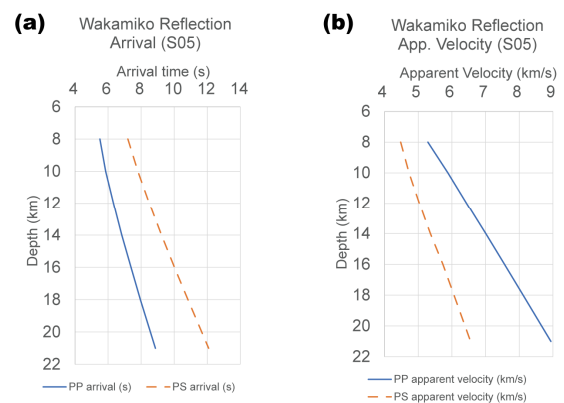 (a)
Wakamiko Reflection
Arrival (S05)
Arrival time (s)
4 6 8 10 12 14
6
8
10
12
14
16
18
20
22
Depth (km)
PP arrival (s) PS arrival (s)
(b)
Wakamiko Reflection
App. Velocity (S05)
Apparent Velocity (km/s)
4 5 6 7 8 9
6
8
10
12
14
16
18
20
22
Depth (km)
PP apparent velocity (km/s)
PS apparent velocity (km/s)